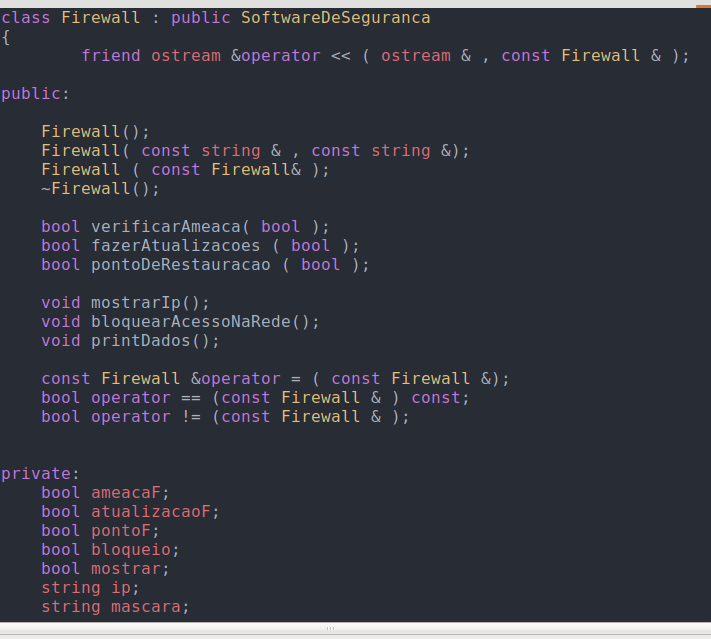 class Firewall : public SoftwareDeSeguranca
{
friend ostream &operator << ( ostream & , const Firewall & );
public:
Firewall();
Firewall( const string & , const string &);
Firewall ( const Firewall& );
~Firewall();
bool verificarAmeaca( bool );
bool fazerAtualizacoes ( bool );
bool pontoDeRestauracao ( bool );
void mostrarIp();
void bloquearAcessoNaRede();
void printDados();
const Firewall &operator = ( const Firewall &);
bool operator == (const Firewall & ) const;
bool operator != (const Firewall & );
private:
bool ameacaF;
bool atualizacaoF;
bool pontoF;
bool bloqueio;
bool mostrar;
string ip;
string mascara;